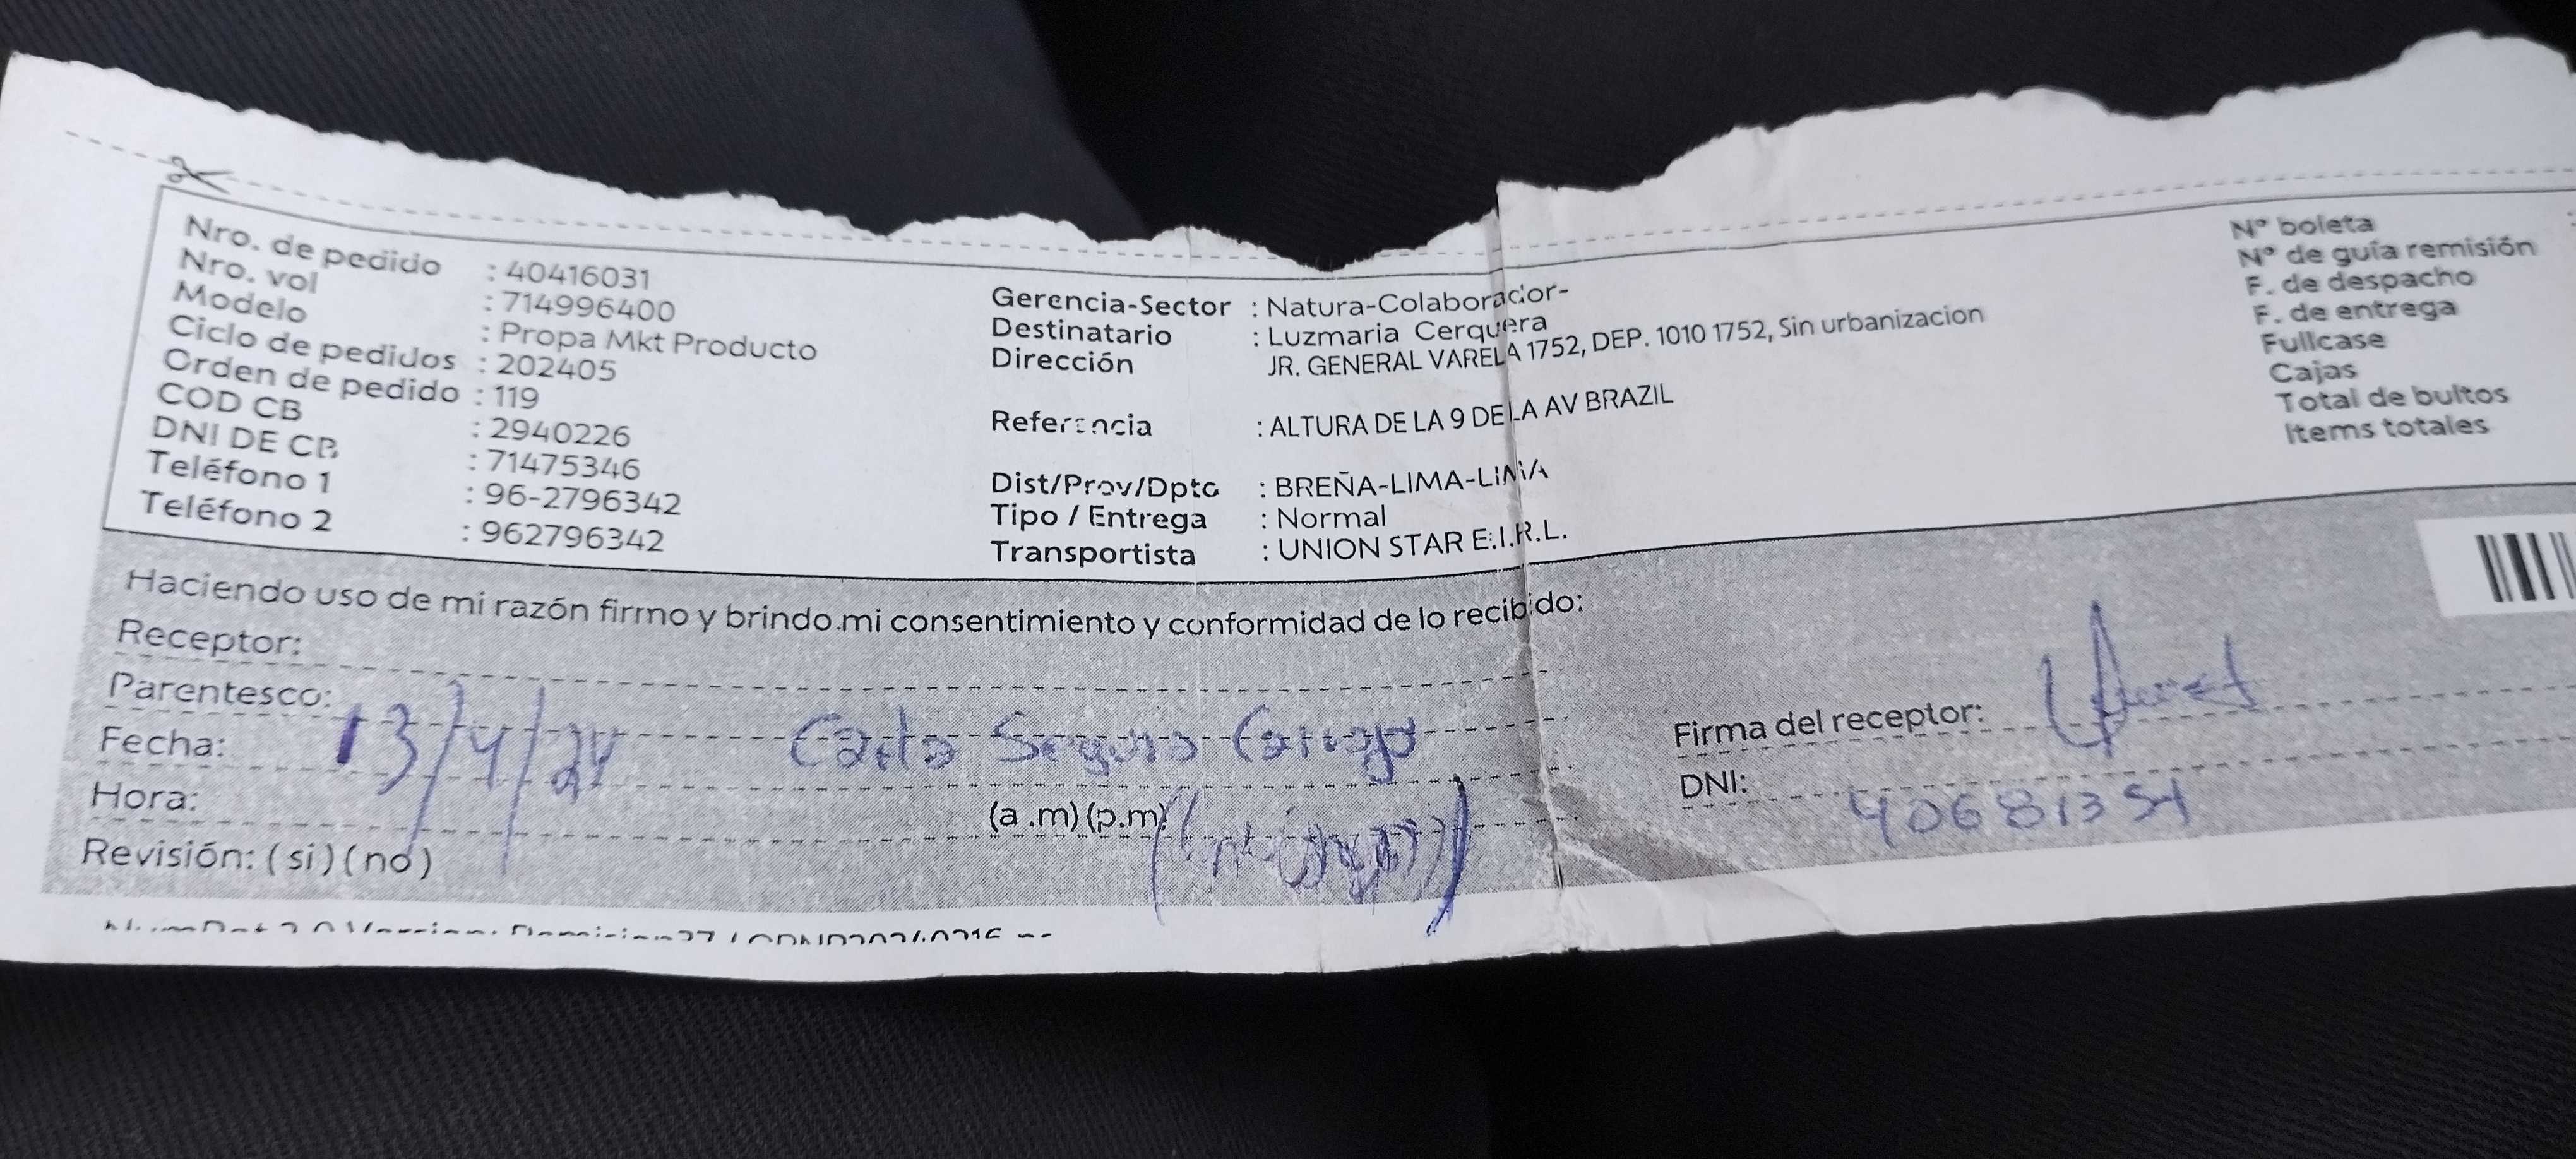 Nro. de pedido : 40416031
Nro. vol : 714996400
Modelo : Propa Mkt Producto
Ciclo de pedidos : 202405
Orden de pedido : 119
COD CB : 2940226
DNI DE CB : 71475346
Teléfono 1 : 96-2796342
Teléfono 2 : 962796342
Gerencia-Sector : Natura-Colaborador-
Destinatario : Luzmaria Cerquera
Dirección JR. GENERAL VARELA 1752, DEP. 1010 1752, Sin urbanizacion
Referencia : ALTURA DE LA 9 DE LA AV BRAZIL
Dist/Prov/Dpto : BREÑA-LIMA-LIMA
Tipo / Entrega : Normal
Transportista : UNION STAR E.I.R.L.
N° boleta
N° de guía remisión
F. de despacho
F. de entrega
Fullcase
Cajas
Total de bultos
Items totales
Haciendo uso de mi razón firmo y brindo mi consentimiento y conformidad de lo recibido:
Receptor:
Parentesco:
Fecha: 13/4/24
Hora: (a .m) (p.m)
Revisión: ( si ) ( no )
Firma del receptor:
DNI: